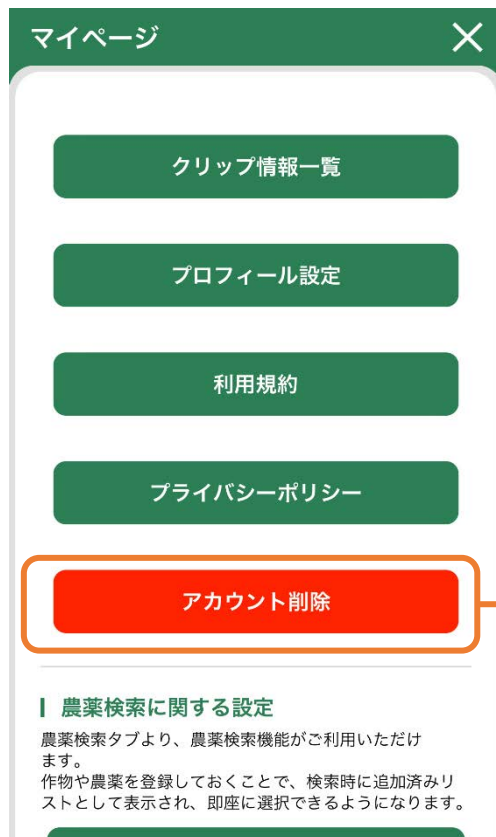 マイページ
クリップ情報一覧
プロフィール設定
利用規約
プライバシーポリシー
アカウント削除
農薬検索に関する設定
農薬検索タブより、農薬検索機能がご利用いただけ
ます。
作物や農薬を登録しておくことで、検索時に追加済みリ
ストとして表示され、即座に選択できるようになります。